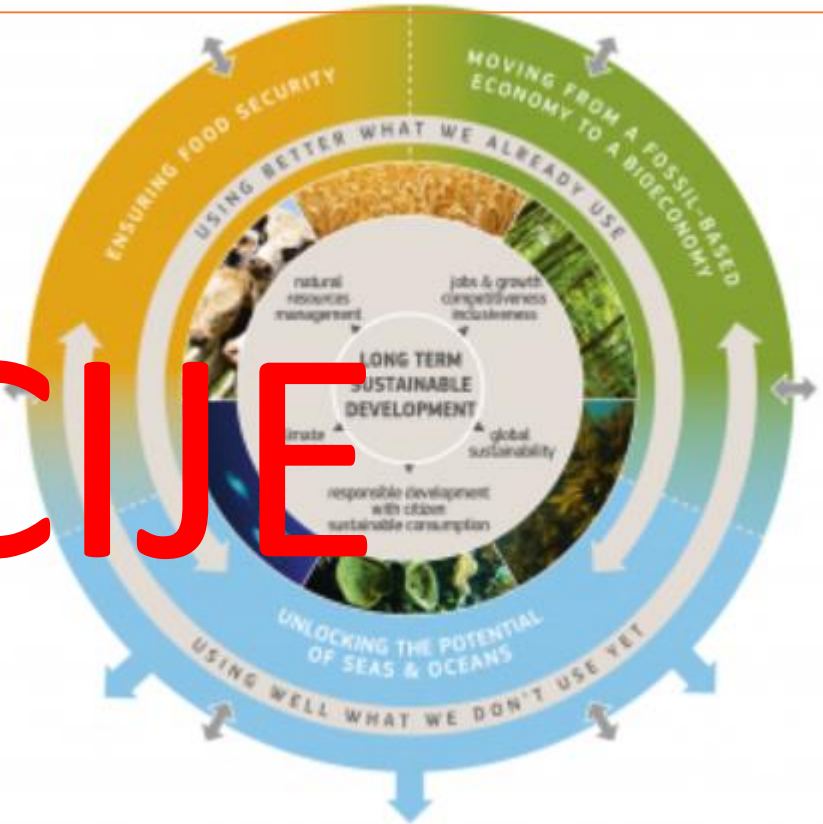 ENSURING FOOD SECURITY
MOVING FROM A FOSSIL-BASED
ECONOMY TO A BIOECONOMY
USING BETTER WHAT WE ALREADY USE
natural
resources
management
jobs & growth
competitiveness
inclusiveness
LONG TERM
SUSTAINABLE
DEVELOPMENT
CIJE
imate
global
sustainability
responsible development
with citizen
sustainable consumption
UNLOCKING THE POTENTIAL
OF SEAS & OCEANS
USING WELL WHAT WE DON'T USE YET